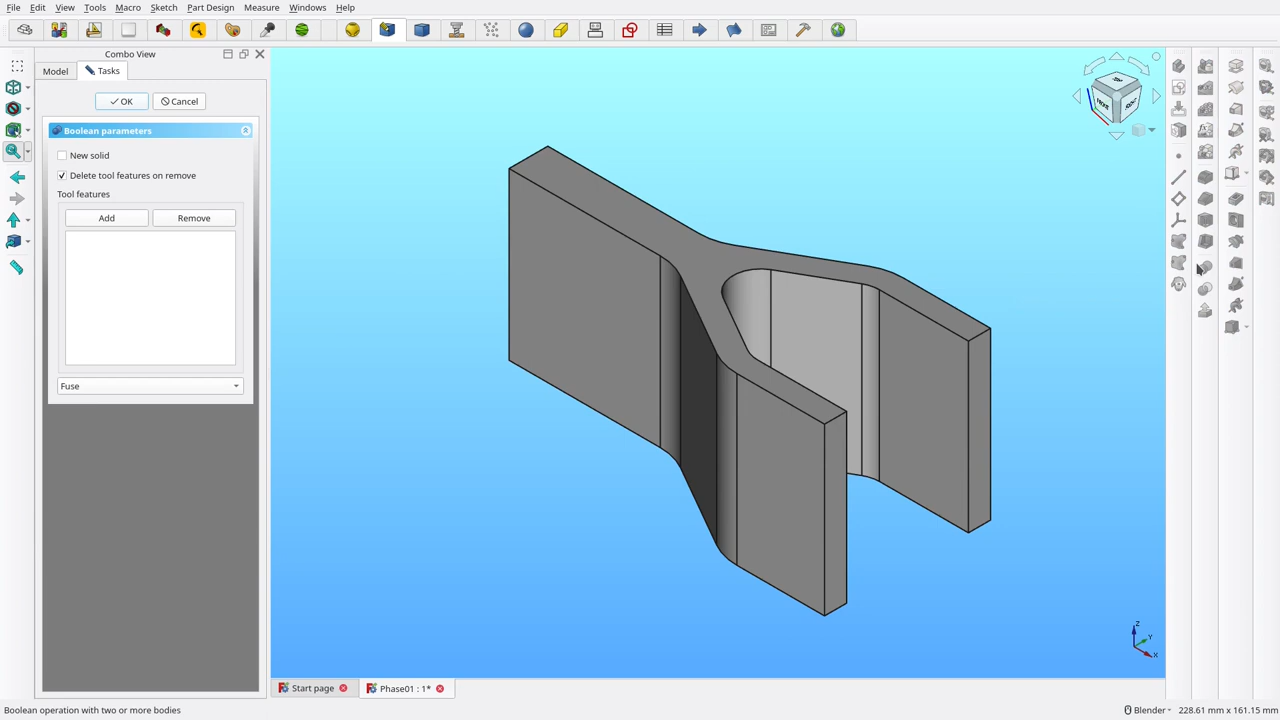 File Edit View Tools Macro Sketch Part Design Measure Windows Help
Combo View
Model Tasks
OK Cancel
Boolean parameters
New solid
Delete tool features on remove
Tool features
Add Remove
Fuse
Start page Phase01 : 1*
Boolean operation with two or more bodies
Blender 228.61 mm x 161.15 mm
Z
Y
X